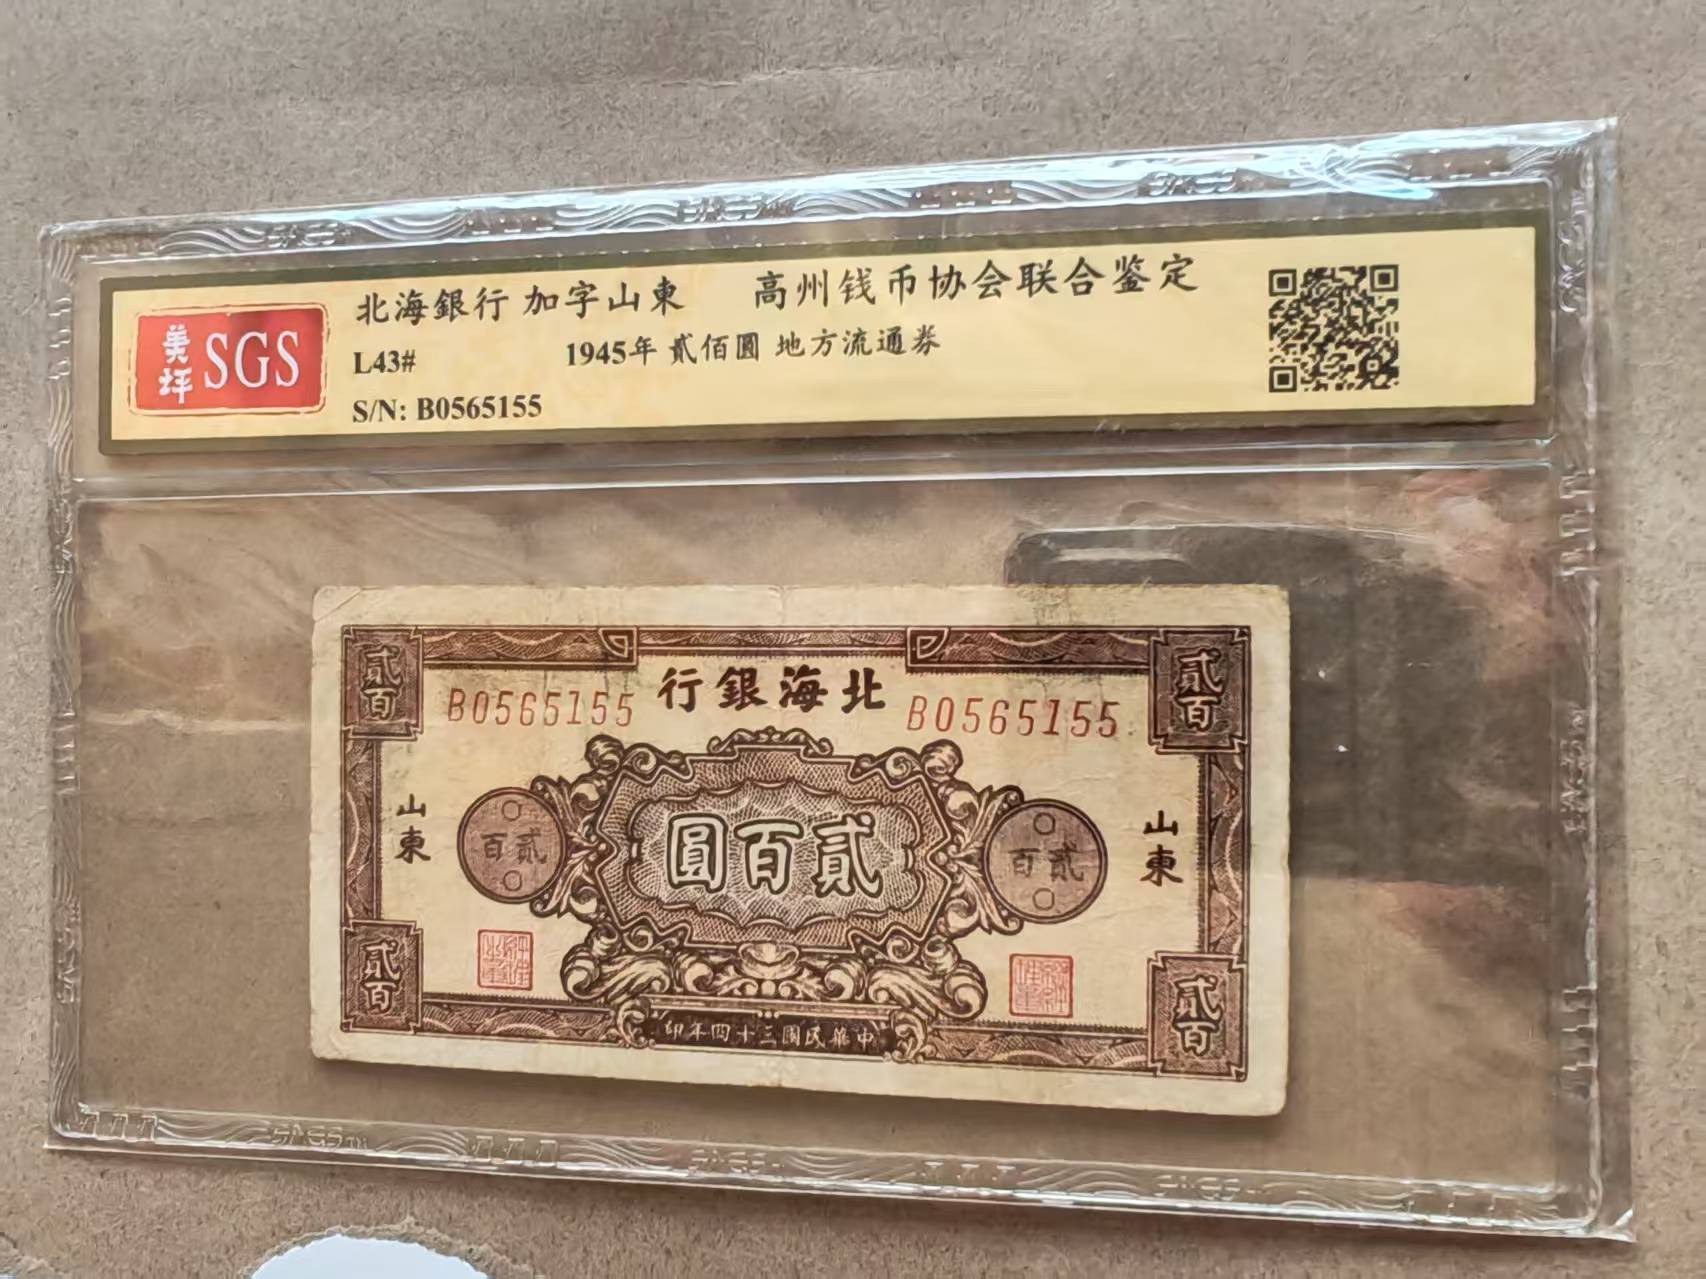 北海銀行 加字山東 高州钱币协会联合鉴定
美坪 SGS
L43# 1945年 貳佰圓 地方流通券
S/N: B0565155
貳百
貳百
B0565155 行銀海北 B0565155
山東
山東
百貳
圓百貳
百貳
貳百
貳百
印年四十三國民華中